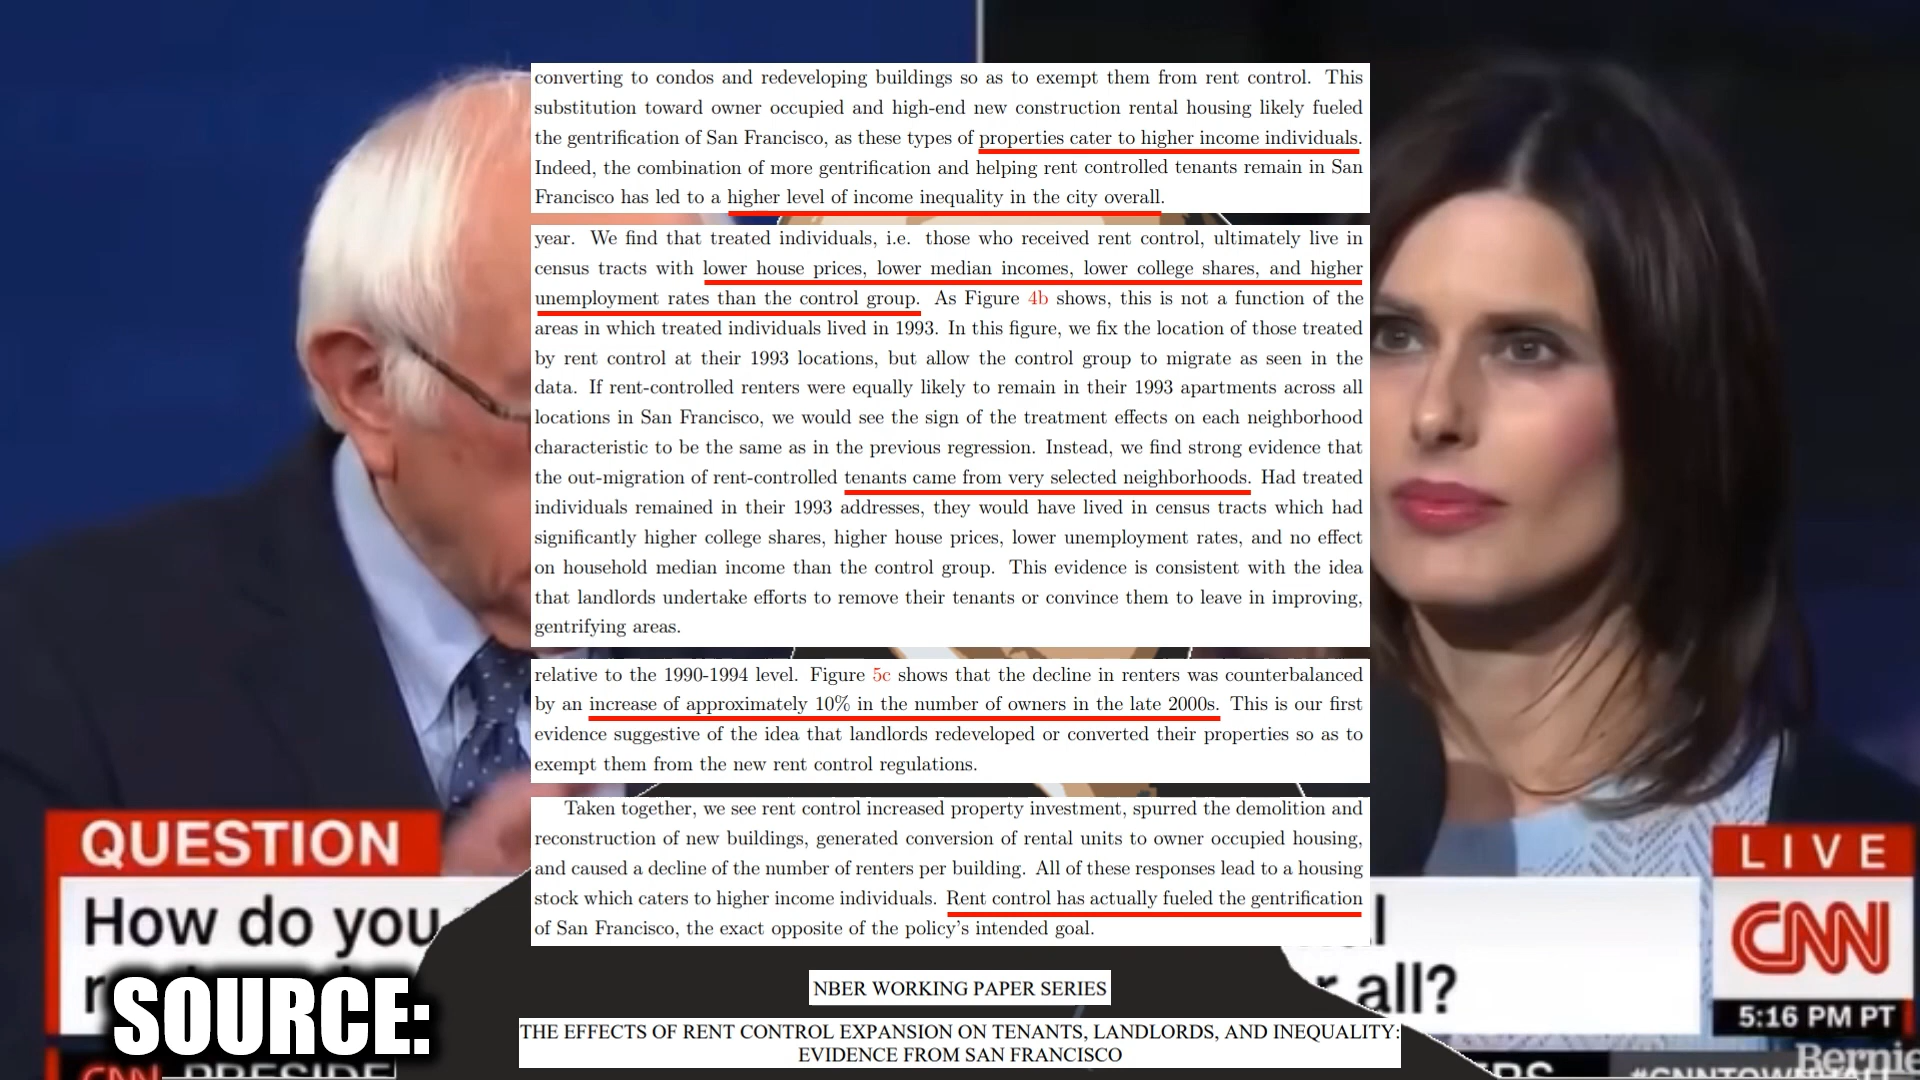 converting to condos and redeveloping buildings so as to exempt them from rent control. This
substitution toward owner occupied and high-end new construction rental housing likely fueled
the gentrification of San Francisco, as these types of properties cater to higher income individuals.
Indeed, the combination of more gentrification and helping rent controlled tenants remain in San
Francisco has led to a higher level of income inequality in the city overall.
year. We find that treated individuals, i.e. those who received rent control, ultimately live in
census tracts with lower house prices, lower median incomes, lower college shares, and higher
unemployment rates than the control group. As Figure 4b shows, this is not a function of the
areas in which treated individuals lived in 1993. In this figure, we fix the location of those treated
by rent control at their 1993 locations, but allow the control group to migrate as seen in the
data. If rent-controlled renters were equally likely to remain in their 1993 apartments across all
locations in San Francisco, we would see the sign of the treatment effects on each neighborhood
characteristic to be the same as in the previous regression. Instead, we find strong evidence that
the out-migration of rent-controlled tenants came from very selected neighborhoods. Had treated
individuals remained in their 1993 addresses, they would have lived in census tracts which had
significantly higher college shares, higher house prices, lower unemployment rates, and no effect
on household median income than the control group. This evidence is consistent with the idea
that landlords undertake efforts to remove their tenants or convince them to leave in improving,
gentrifying areas.
relative to the 1990-1994 level. Figure 5c shows that the decline in renters was counterbalanced
by an increase of approximately 10% in the number of owners in the late 2000s. This is our first
evidence suggestive of the idea that landlords redeveloped or converted their properties so as to
exempt them from the new rent control regulations.
Taken together, we see rent control increased property investment, spurred the demolition and
reconstruction of new buildings, generated conversion of rental units to owner occupied housing,
and caused a decline of the number of renters per building. All of these responses lead to a housing
stock which caters to higher income individuals. Rent control has actually fueled the gentrification
of San Francisco, the exact opposite of the policy's intended goal.
NBER WORKING PAPER SERIES
THE EFFECTS OF RENT CONTROL EXPANSION ON TENANTS, LANDLORDS, AND INEQUALITY:
EVIDENCE FROM SAN FRANCISCO
QUESTION
How do you
r all?
SOURCE:
LIVE
CNN
5:16 PM PT
CNN PRESIDE
Bernie